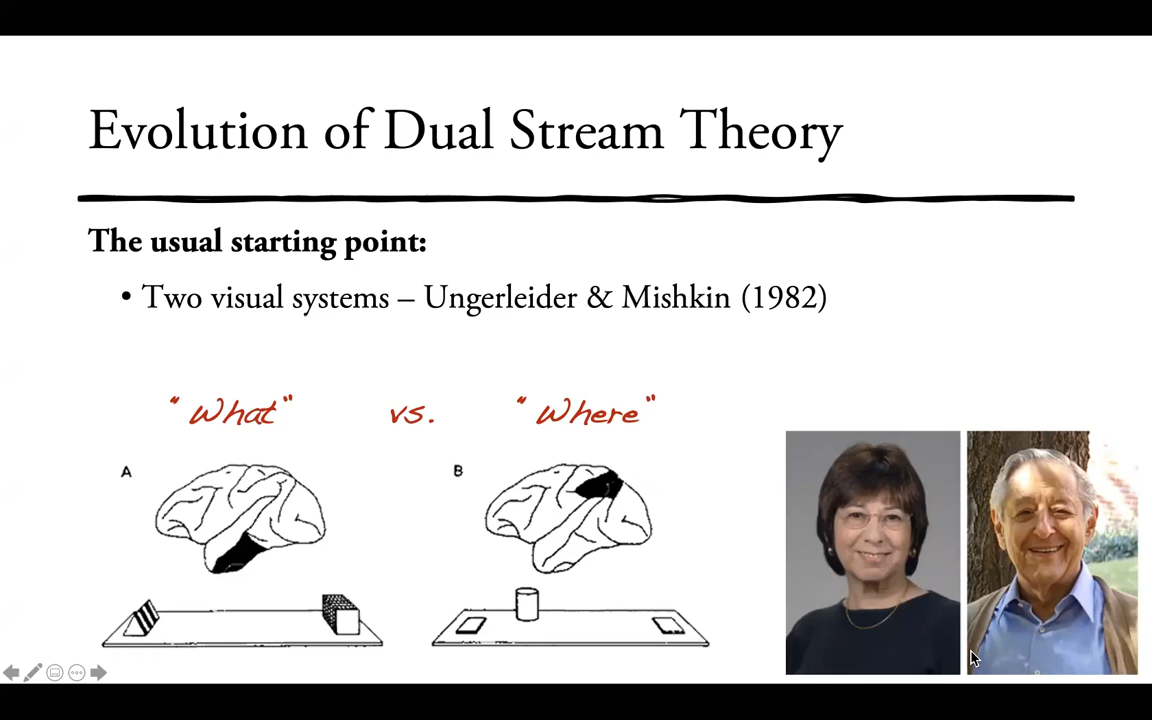 Evolution of Dual Stream Theory
The usual starting point:
• Two visual systems – Ungerleider & Mishkin (1982)
"What" vs. "Where"
A B